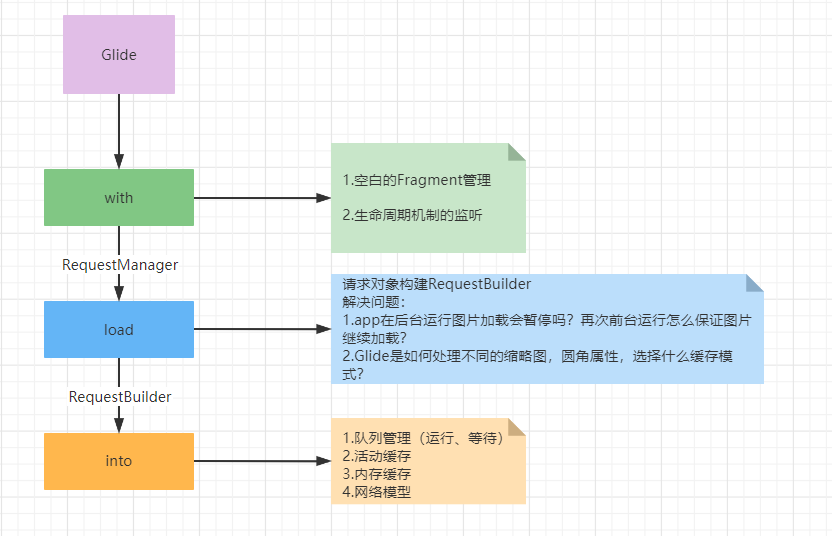 Glide
with
1.空白的Fragment管理
2.生命周期机制的监听
RequestManager
load
请求对象构建RequestBuilder
解决问题：
1.app在后台运行图片加载会暂停吗？再次前台运行怎么保证图片
继续加载？
2.Glide是如何处理不同的缩略图，圆角属性，选择什么缓存模
式？
RequestBuilder
into
1.队列管理（运行、等待）
2.活动缓存
3.内存缓存
4.网络模型